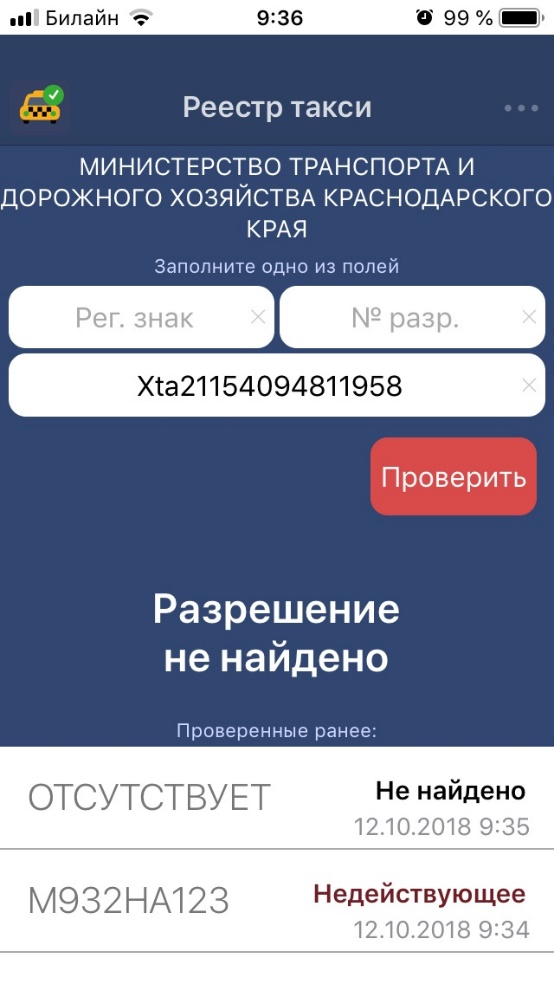 Билайн 9:36 99 %
Реестр такси
МИНИСТЕРСТВО ТРАНСПОРТА И
ДОРОЖНОГО ХОЗЯЙСТВА КРАСНОДАРСКОГО
КРАЯ
Заполните одно из полей
Рег. знак № разр.
Xta21154094811958
Проверить
Разрешение
не найдено
Проверенные ранее:
ОТСУТСТВУЕТ Не найдено
12.10.2018 9:35
М932НА123 Недействующее
12.10.2018 9:34